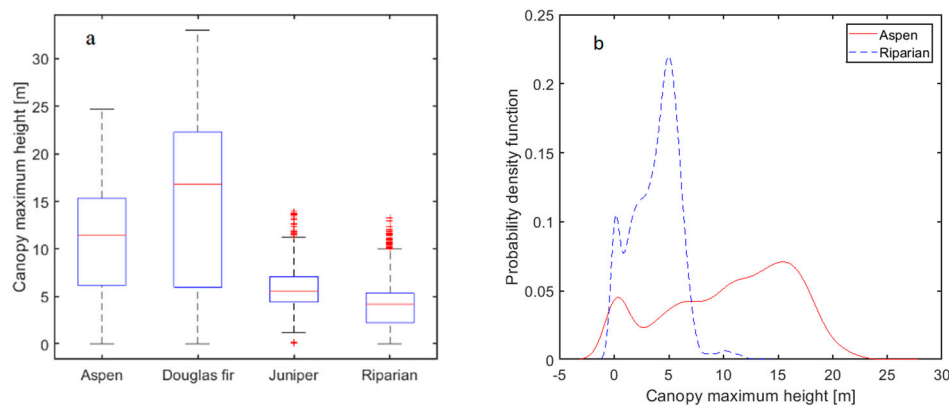 a
Canopy maximum height [m]
30
25
20
15
10
5
0
Aspen Douglas fir Juniper Riparian
b
Aspen
Riparian
Probability density function
0.25
0.2
0.15
0.1
0.05
0
-5 0 5 10 15 20 25 30
Canopy maximum height [m]